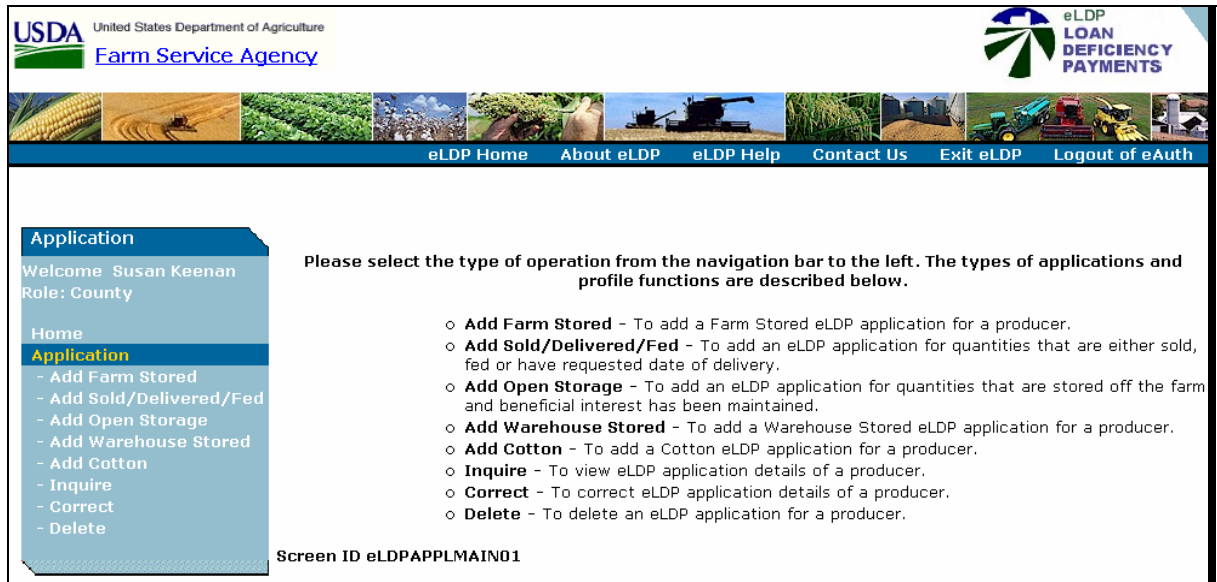 USDA United States Department of Agriculture
Farm Service Agency
eLDP
LOAN
DEFICIENCY
PAYMENTS
eLDP Home About eLDP eLDP Help Contact Us Exit eLDP Logout of eAuth
Application
Welcome Susan Keenan
Role: County
Home
Application
- Add Farm Stored
- Add Sold/Delivered/Fed
- Add Open Storage
- Add Warehouse Stored
- Add Cotton
- Inquire
- Correct
- Delete
Please select the type of operation from the navigation bar to the left. The types of applications and
profile functions are described below.
o Add Farm Stored - To add a Farm Stored eLDP application for a producer.
o Add Sold/Delivered/Fed - To add an eLDP application for quantities that are either sold,
fed or have requested date of delivery.
o Add Open Storage - To add an eLDP application for quantities that are stored off the farm
and beneficial interest has been maintained.
o Add Warehouse Stored - To add a Warehouse Stored eLDP application for a producer.
o Add Cotton - To add a Cotton eLDP application for a producer.
o Inquire - To view eLDP application details of a producer.
o Correct - To correct eLDP application details of a producer.
o Delete - To delete an eLDP application for a producer.
Screen ID eLDPAPPLMAIN01